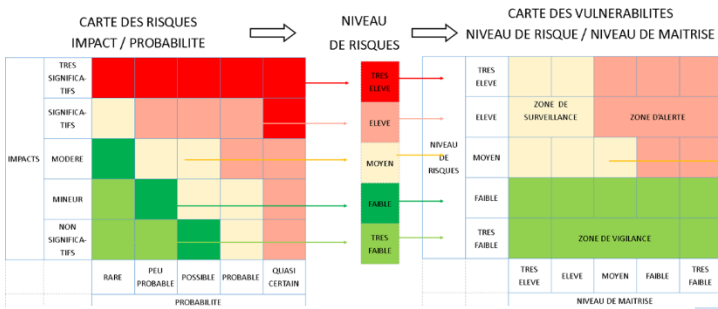 CARTE DES RISQUES
IMPACT / PROBABILITE
NIVEAU
DE RISQUES
CARTE DES VULNERABILITES
NIVEAU DE RISQUE / NIVEAU DE MAITRISE
IMPACTS
TRES
SIGNIFICA-
TIFS
SIGNIFICA-
TIFS
MODERE
MINEUR
NON
SIGNIFICA-
TIFS
RARE
PEU
PROBABLE
POSSIBLE
PROBABLE
QUASI
CERTAIN
PROBABILITE
TRES
ELEVE
ELEVE
MOYEN
FAIBLE
TRES
FAIBLE
NIVEAU
DE
RISQUES
TRES
ELEVE
ELEVE
MOYEN
FAIBLE
TRES
FAIBLE
ZONE DE
SURVEILLANCE
ZONE D'ALERTE
ZONE DE VIGILANCE
TRES
ELEVE
ELEVE
MOYEN
FAIBLE
TRES
FAIBLE
NIVEAU DE MAITRISE